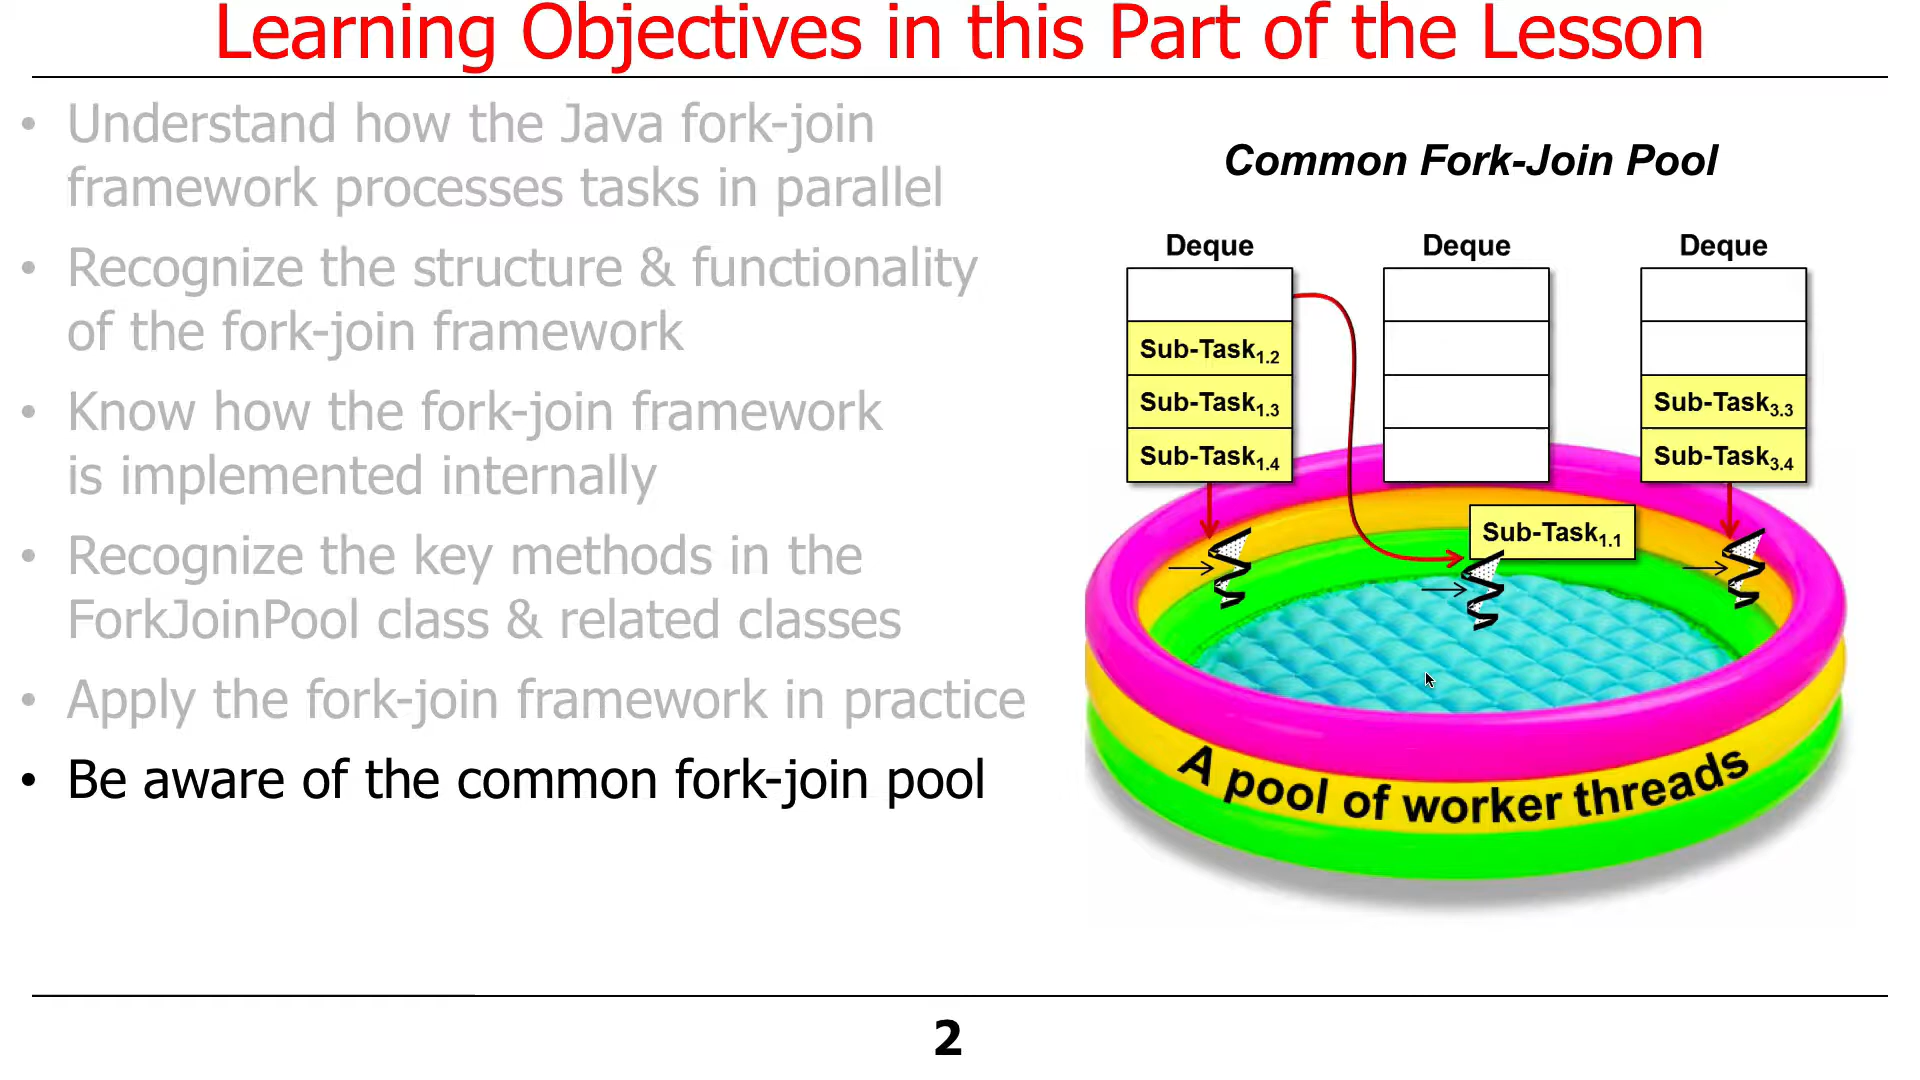 Learning Objectives in this Part of the Lesson
• Understand how the Java fork-join
framework processes tasks in parallel
• Recognize the structure & functionality
of the fork-join framework
• Know how the fork-join framework
is implemented internally
• Recognize the key methods in the
ForkJoinPool class & related classes
• Apply the fork-join framework in practice
• Be aware of the common fork-join pool
Common Fork-Join Pool
Deque
Sub-Task1.2
Sub-Task1.3
Sub-Task1.4
Deque
Sub-Task1.1
Deque
Sub-Task3.3
Sub-Task3.4
A pool of worker threads
2